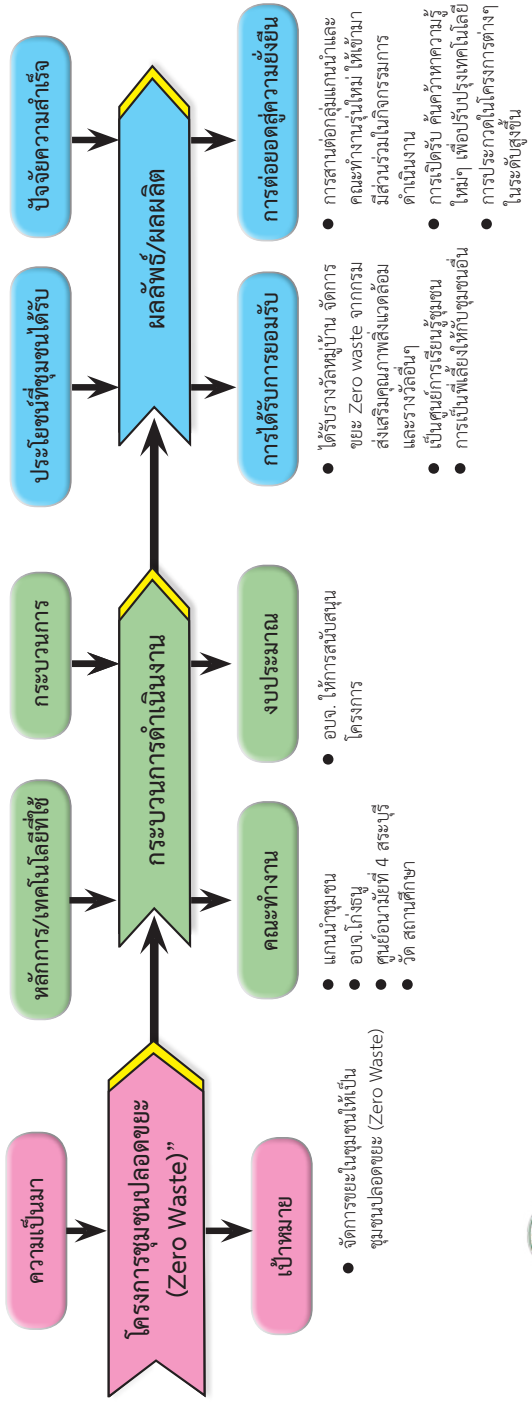 ความเป็นมา
หลักการ/เทคโนโลยีที่ใช้
กระบวนการ
ประโยชน์ที่ชุมชนได้รับ
ปัจจัยความสำเร็จ
โครงการชุมชนปลอดขยะ
(Zero Waste)”
กระบวนการดำเนินงาน
ผลลัพธ์/ผลผลิต
เป้าหมาย
● จัดการขยะในชุมชนให้เป็น
ชุมชนปลอดขยะ (Zero Waste)
คณะทำงาน
● แกนนำชุมชน
● อบจ.โก่งธนู
● ศูนย์อนามัยที่ 4 สระบุรี
● วัด สถานศึกษา
งบประมาณ
● อบจ. ให้การสนับสนุน
โครงการ
การได้รับการยอมรับ
● ได้รับรางวัลหมู่บ้าน จัดการ
ขยะ Zero waste จากกรม
ส่งเสริมคุณภาพสิ่งแวดล้อม
และรางวัลอื่นๆ
● เป็นศูนย์การเรียนรู้ชุมชน
● การเป็นพี่เลี้ยงให้กับชุมชนอื่น
การต่อยอดสู่ความยั่งยืน
● การสานต่อกลุ่มแกนนำและ
คณะทำงานรุ่นใหม่ ให้เข้ามา
มีส่วนร่วมในกิจกรรมการ
ดำเนินงาน
● การเปิดรับ ค้นคว้าหาความรู้
ใหม่ๆ เพื่อปรับปรุงเทคโนโลยี
● การประกวดในโครงการต่างๆ
ในระดับสูงขึ้น